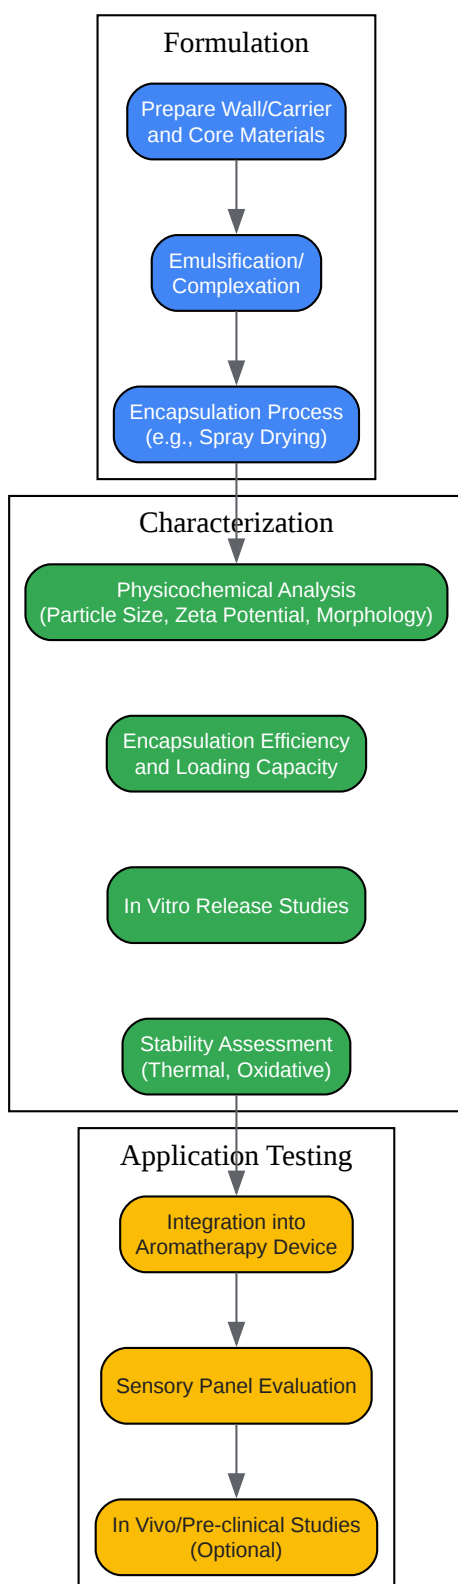 Formulation
Prepare Wall/Carrier
and Core Materials
Emulsification/
Complexation
Encapsulation Process
(e.g., Spray Drying)
Characterization
Physicochemical Analysis
(Particle Size, Zeta Potential, Morphology)
Encapsulation Efficiency
and Loading Capacity
In Vitro Release Studies
Stability Assessment
(Thermal, Oxidative)
Application Testing
Integration into
Aromatherapy Device
Sensory Panel Evaluation
In Vivo/Pre-clinical Studies
(Optional)